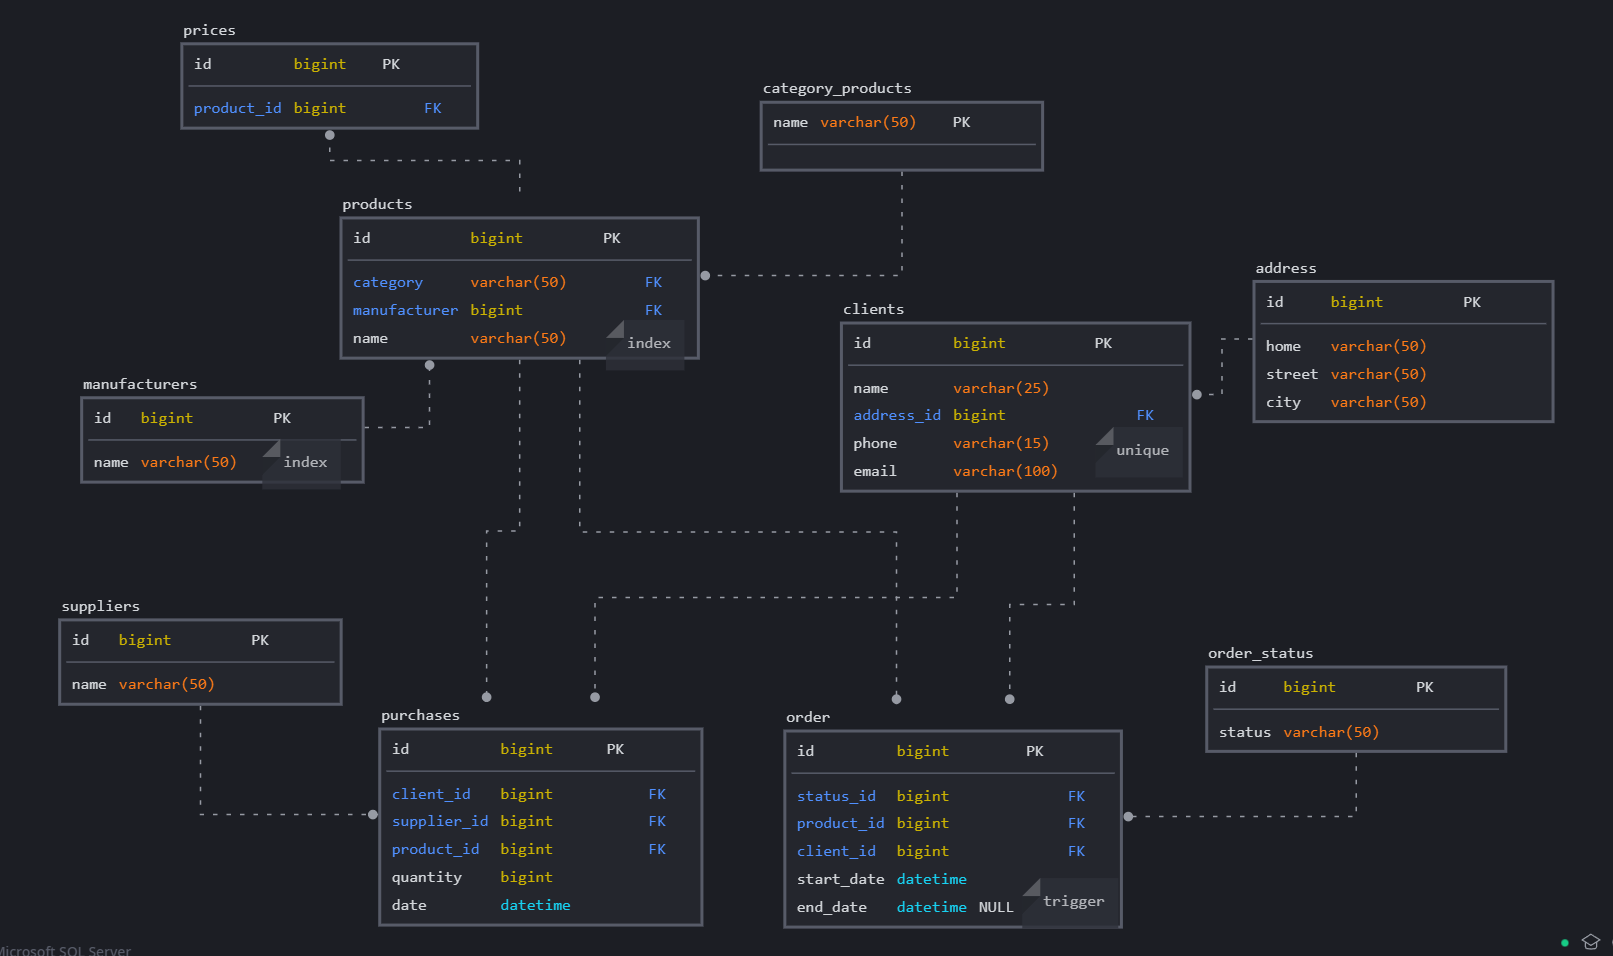 prices
id bigint PK
product_id bigint FK
category_products
name varchar(50) PK
products
id bigint PK
category varchar(50) FK
manufacturer bigint FK
name varchar(50)
index
address
id bigint PK
home varchar(50)
street varchar(50)
city varchar(50)
clients
id bigint PK
name varchar(25)
address_id bigint FK
phone varchar(15)
email varchar(100)
unique
manufacturers
id bigint PK
name varchar(50)
index
suppliers
id bigint PK
name varchar(50)
order_status
id bigint PK
status varchar(50)
purchases
id bigint PK
client_id bigint FK
supplier_id bigint FK
product_id bigint FK
quantity bigint
date datetime
order
id bigint PK
status_id bigint FK
product_id bigint FK
client_id bigint FK
start_date datetime
end_date datetime NULL
trigger
Microsoft SQL Server